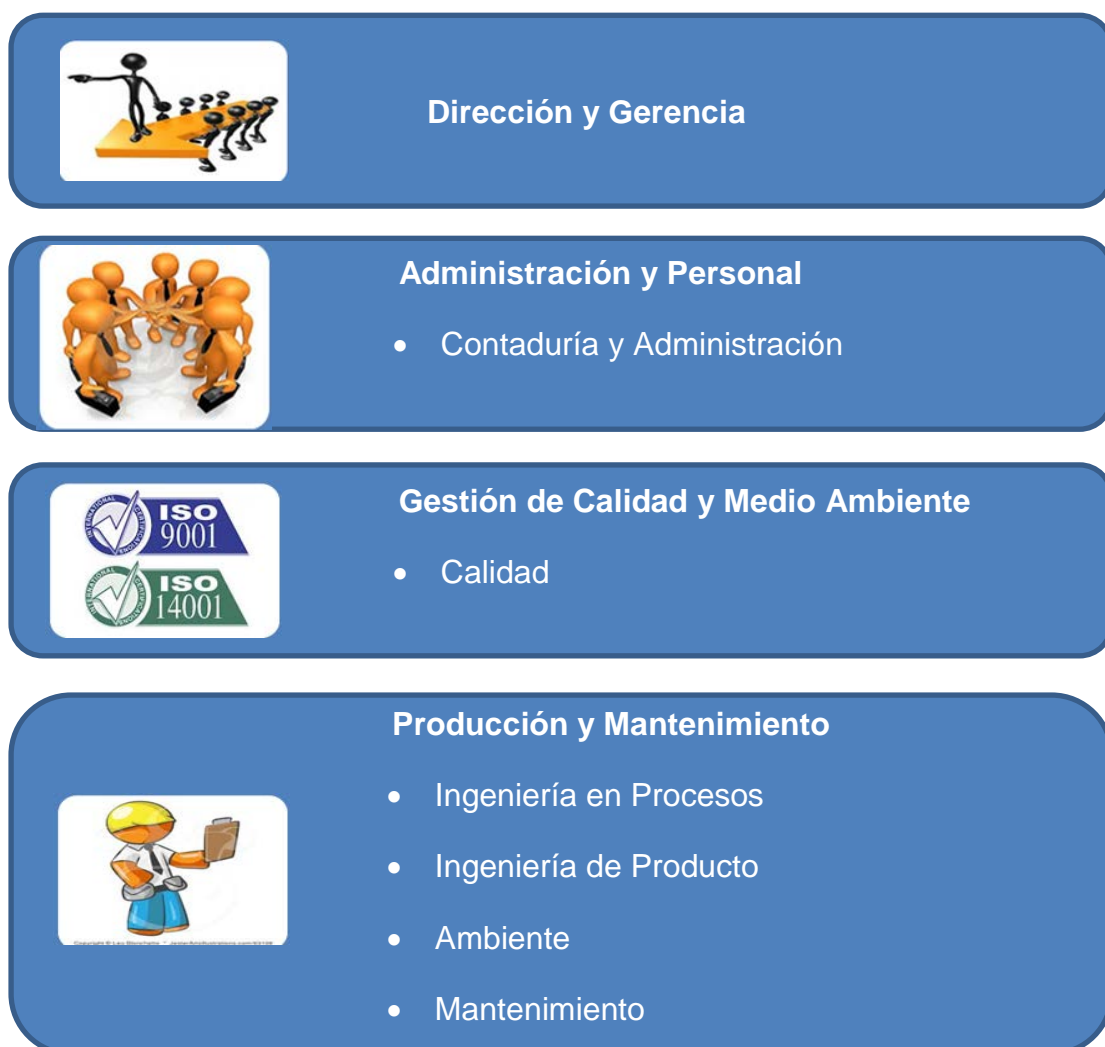 Dirección y Gerencia
Administración y Personal
• Contaduría y Administración
ISO
9001
ISO
14001
Gestión de Calidad y Medio Ambiente
• Calidad
Producción y Mantenimiento
• Ingeniería en Procesos
• Ingeniería de Producto
• Ambiente
• Mantenimiento